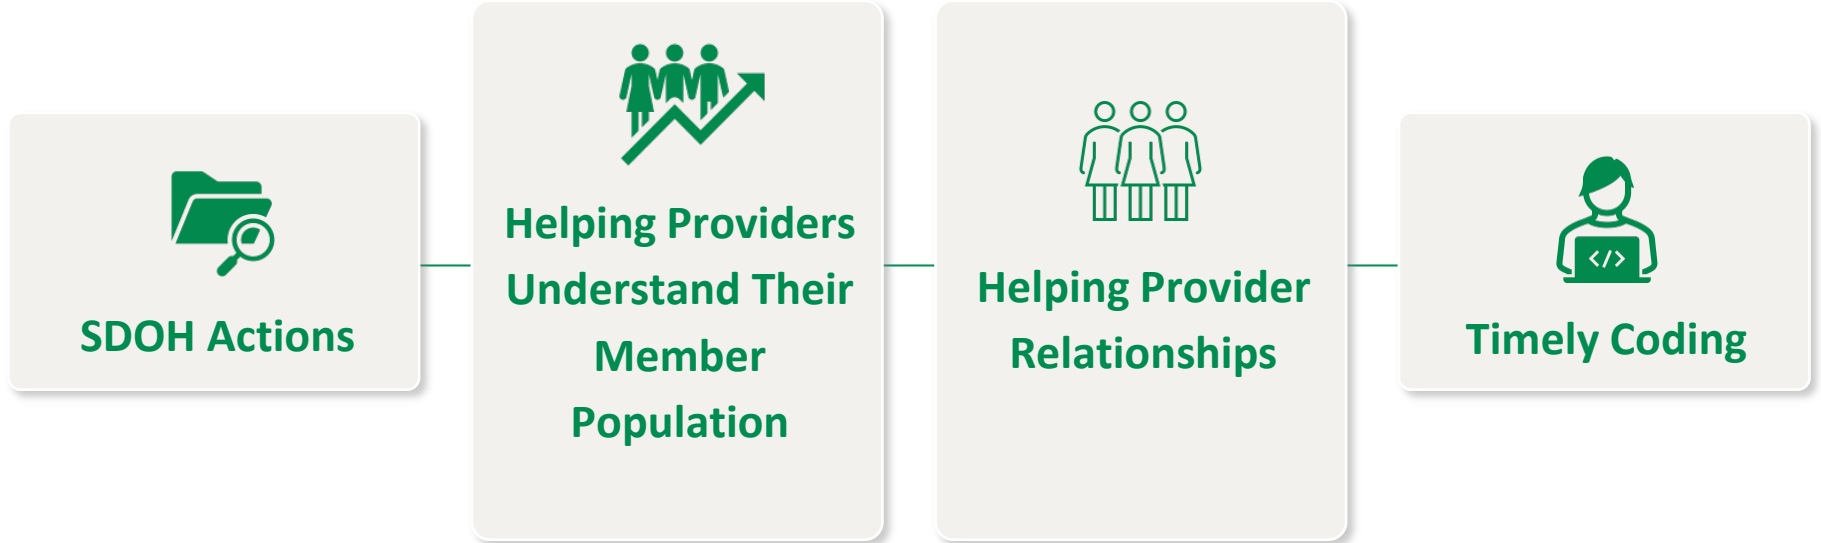 SDOH Actions
Helping Providers
Understand Their
Member
Population
Helping Provider
Relationships
</>
Timely Coding